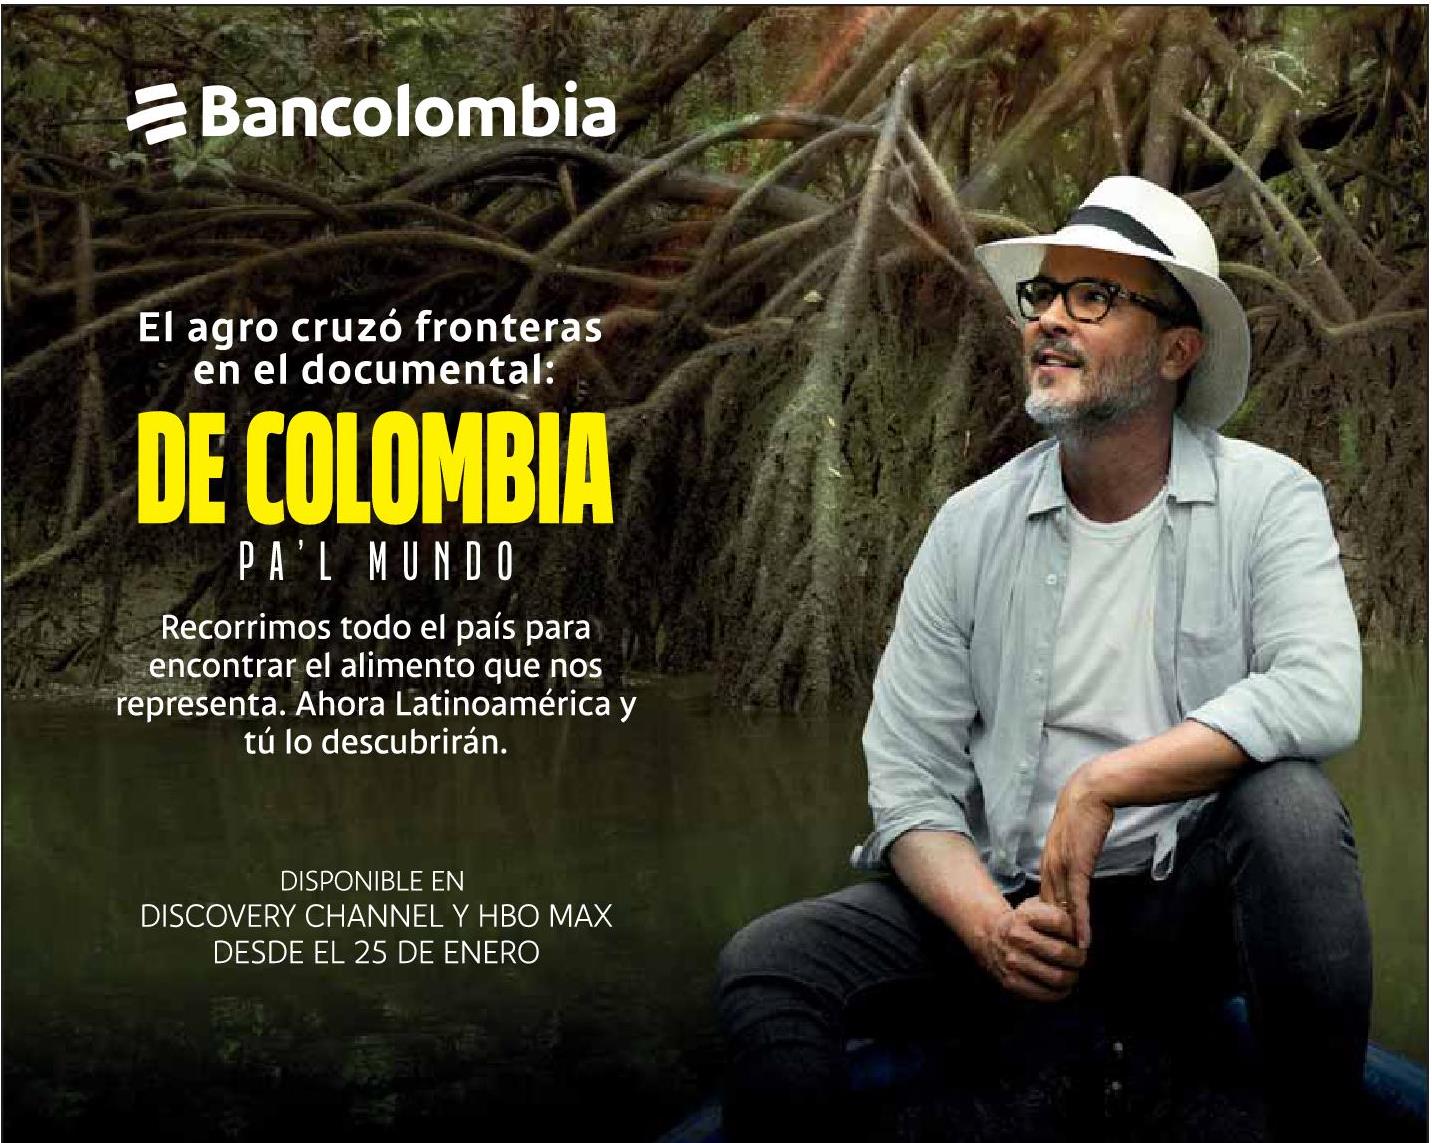 Bancolombia
El agro cruzó fronteras
en el documental:
DE COLOMBIA
PA'L MUNDO
Recorrimos todo el país para
encontrar el alimento que nos
representa. Ahora Latinoamérica y
tú lo descubrirán.
DISPONIBLE EN
DISCOVERY CHANNEL Y HBO MAX
DESDE EL 25 DE ENERO